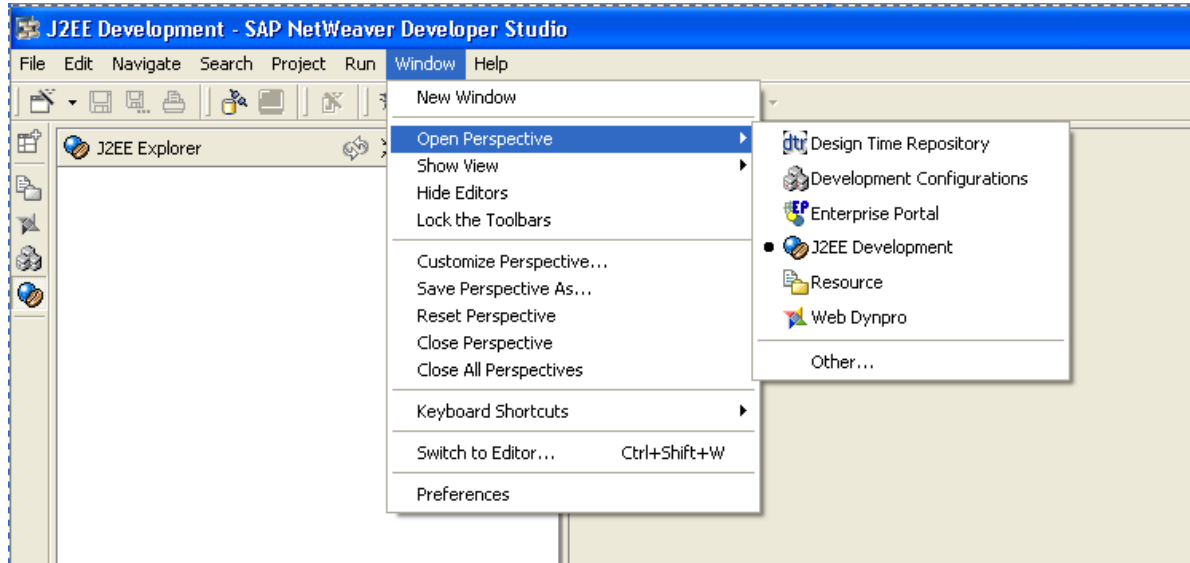 J2EE Development - SAP NetWeaver Developer Studio
File Edit Navigate Search Project Run Window Help
J2EE Explorer
New Window
Open Perspective
Show View
Hide Editors
Lock the Toolbars
Customize Perspective...
Save Perspective As...
Reset Perspective
Close Perspective
Close All Perspectives
Keyboard Shortcuts
Switch to Editor... Ctrl+Shift+W
Preferences
dtr Design Time Repository
Development Configurations
EP Enterprise Portal
J2EE Development
Resource
Web Dynpro
Other...